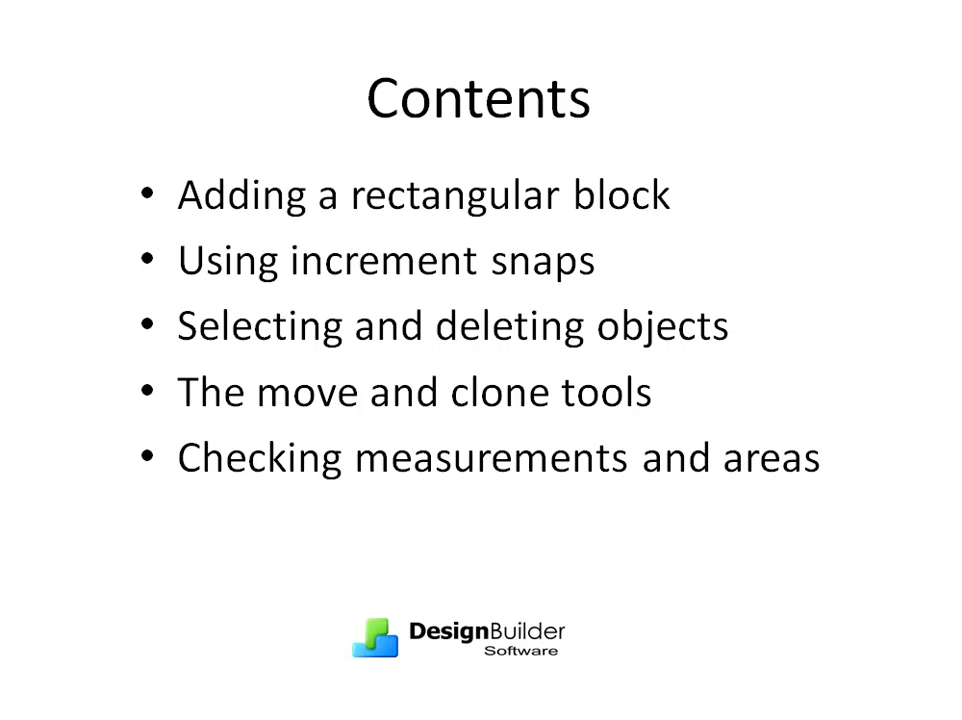 Contents
• Adding a rectangular block
• Using increment snaps
• Selecting and deleting objects
• The move and clone tools
• Checking measurements and areas
DesignBuilder
Software